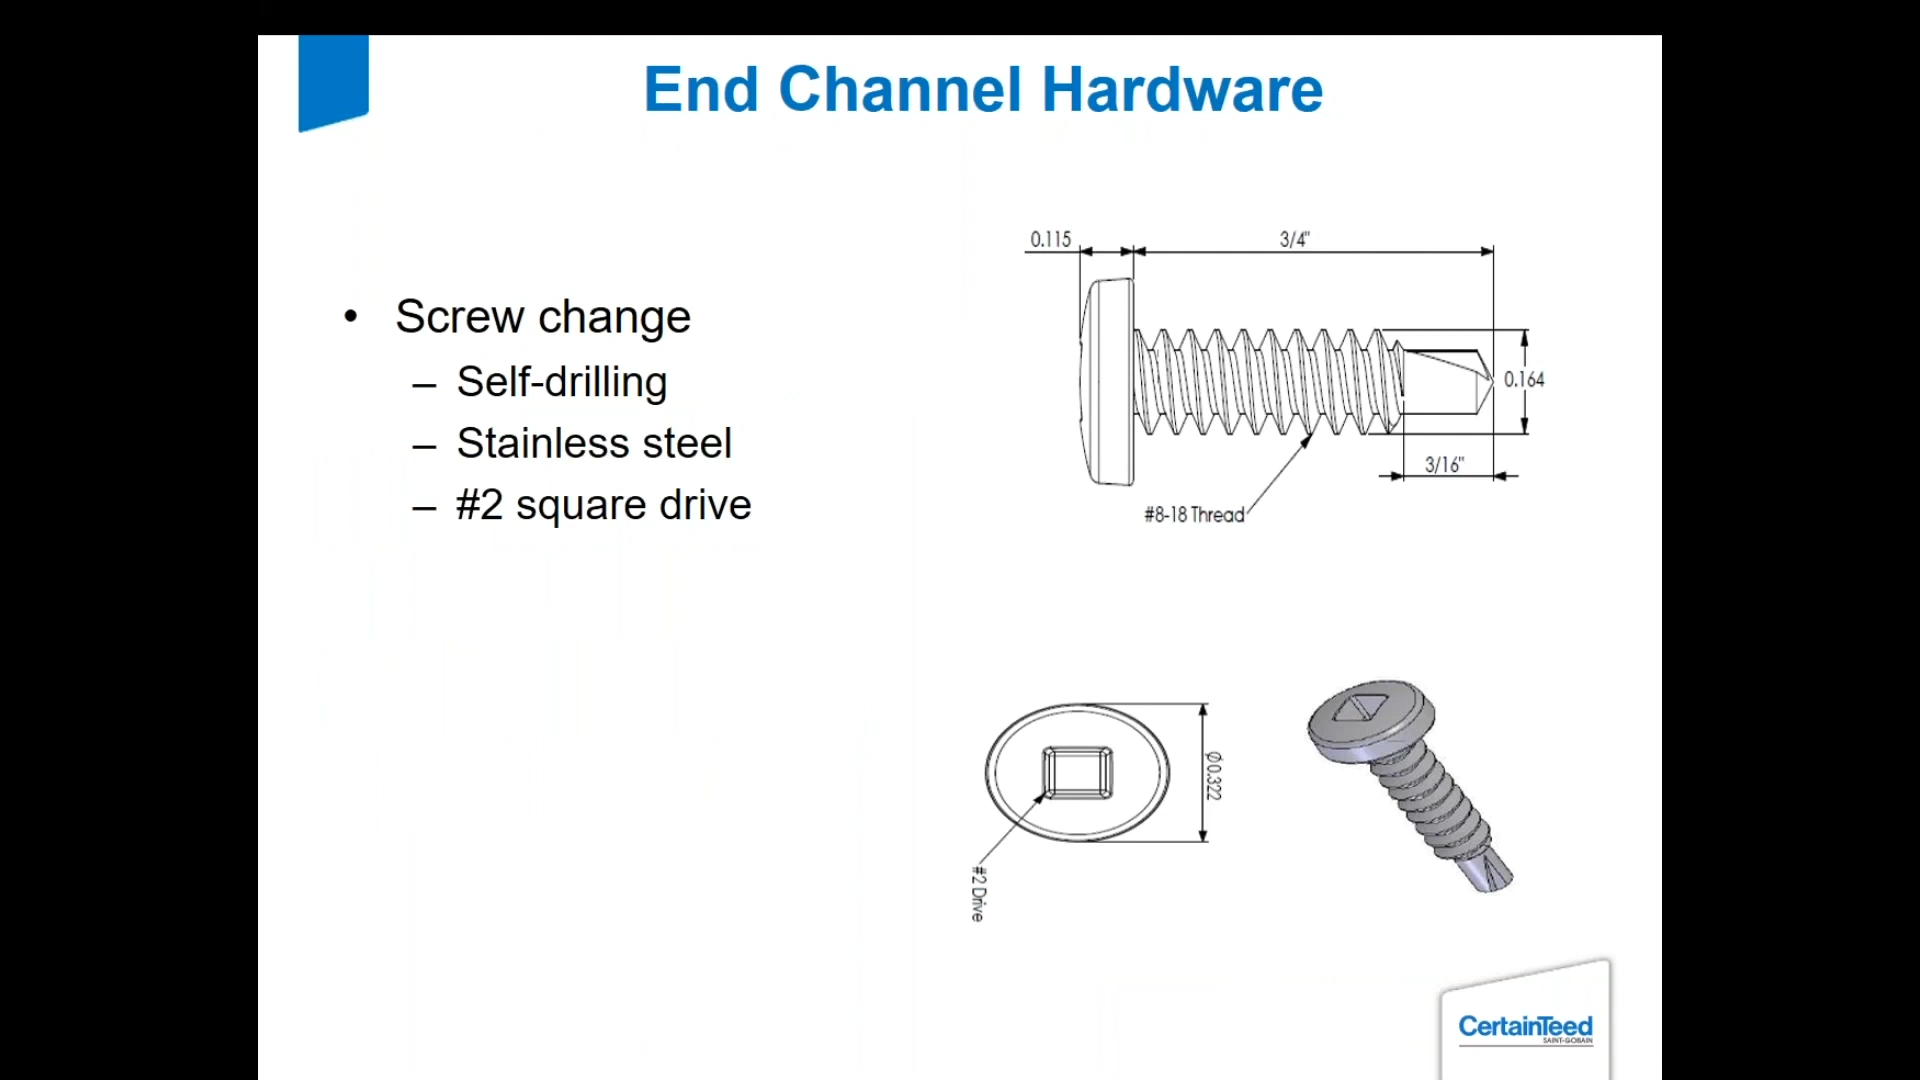 End Channel Hardware
• Screw change
– Self-drilling
– Stainless steel
– #2 square drive
0.115
3/4"
0.164
3/16"
#8-18 Thread
Ø0.322
#2 Drive
CertainTeed
SAINT-GOBAIN